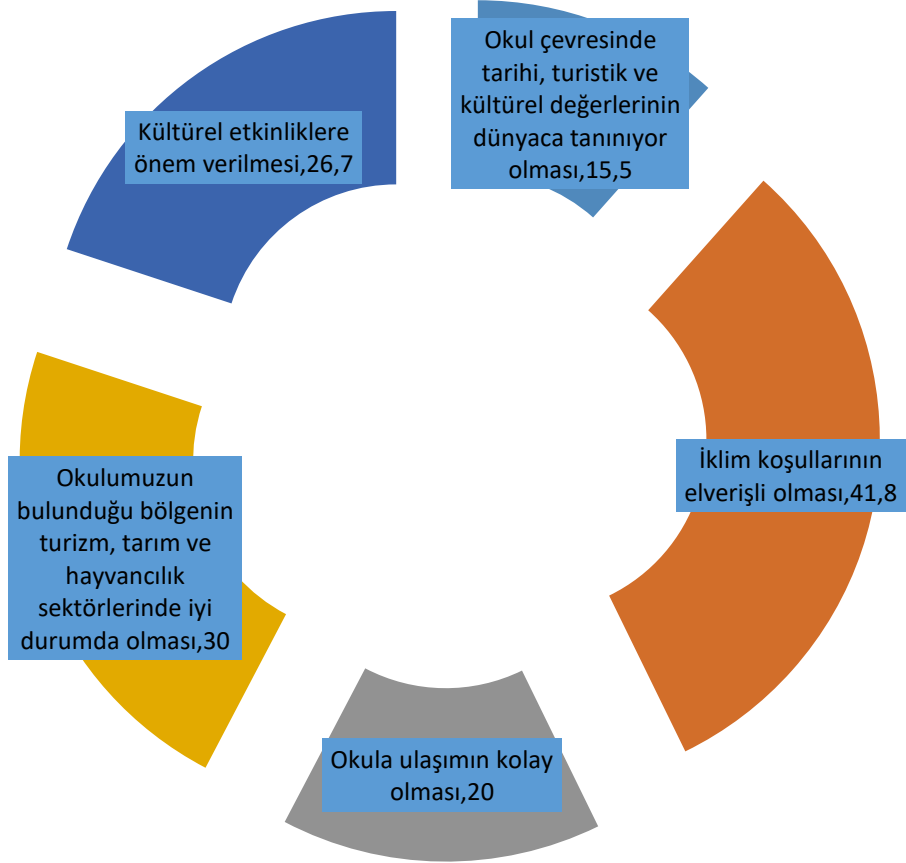 Okul çevresinde
tarihi, turistik ve
kültürel değerlerinin
dünyaca tanınıyor
olması,15,5
Kültürel etkinliklere
önem verilmesi,26,7
İklim koşullarının
elverişli olması,41,8
Okulumuzun
bulunduğu bölgenin
turizm, tarım ve
hayvancılık
sektörlerinde iyi
durumda olması,30
Okula ulaşımın kolay
olması,20